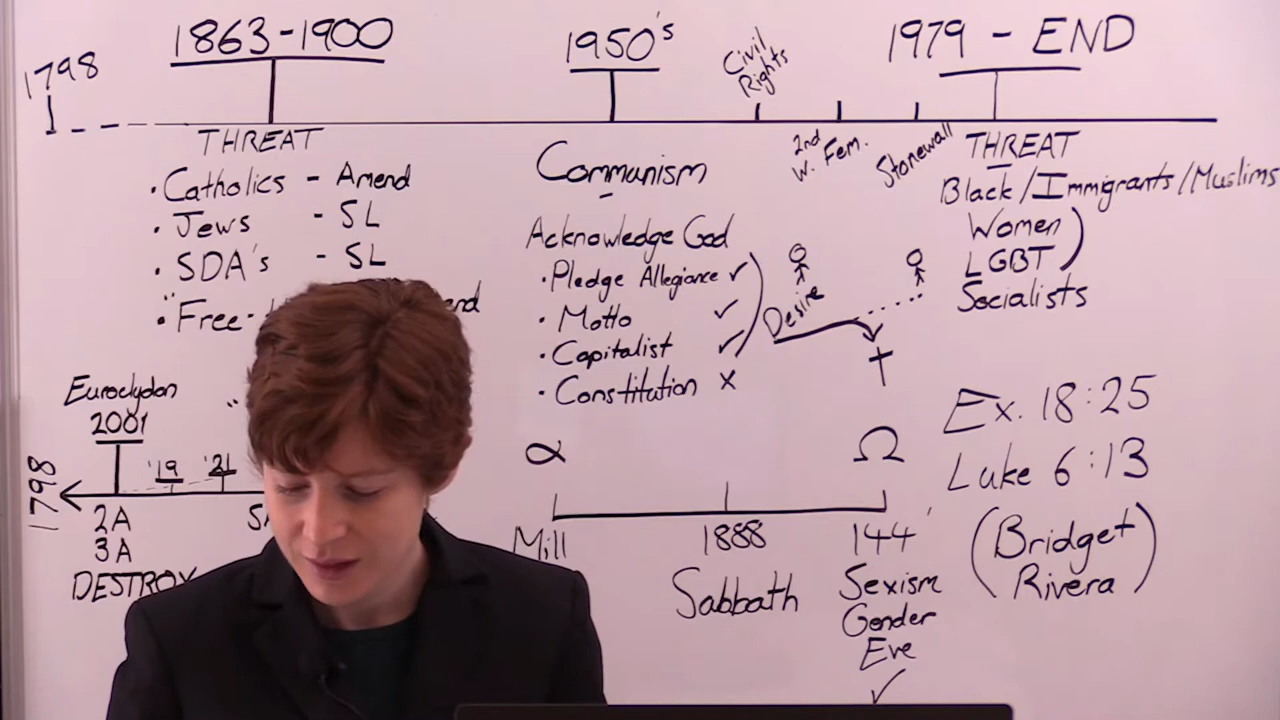 1798
1863-1900
THREAT
· Catholics - Amend
· Jews - SL
· SDA's - SL
· Free-
1950's
Communism
Acknowledge God
· Pledge Allegiance ✓
· Motto ✓
· Capitalist ✓
· Constitution x
Civil
Rights
2nd
W. Fem.
Stonewall
Desire
1979 - END
THREAT
Black/Immigrants/Muslims
Women
LGBT
Socialists
Euroclydon
2001
'19
'21
1798
2A
3A
DESTROY
α
Ω
Mill
1888
Sabbath
144'
Sexism
Gender
Eve
✓
Ex. 18:25
Luke 6:13
(Bridget
Rivera)